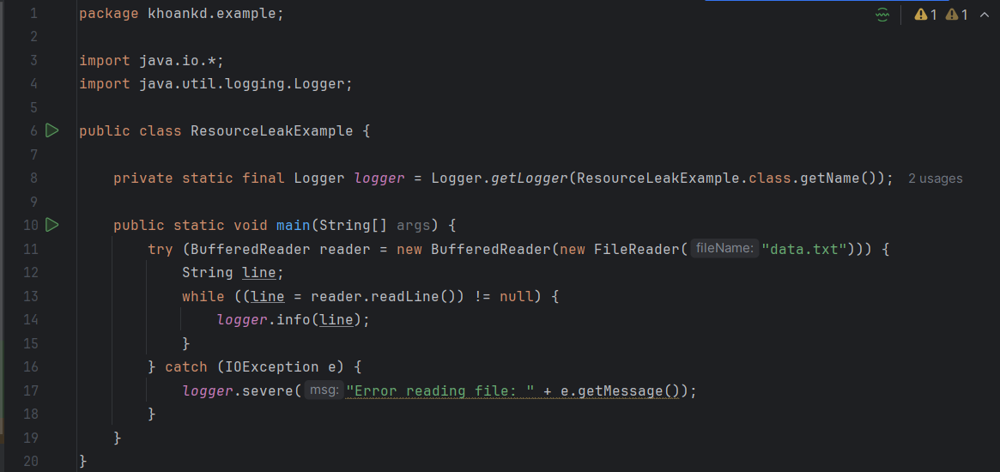 1 package khoankd.example;
2
3 import java.io.*;
4 import java.util.logging.Logger;
5
6 public class ResourceLeakExample {
7
8 private static final Logger logger = Logger.getLogger(ResourceLeakExample.class.getName()); 2 usages
9
10 public static void main(String[] args) {
11 try (BufferedReader reader = new BufferedReader(new FileReader( fileName: "data.txt"))) {
12 String line;
13 while ((line = reader.readLine()) != null) {
14 logger.info(line);
15 }
16 } catch (IOException e) {
17 logger.severe( msg: "Error reading file: " + e.getMessage());
18 }
19 }
20 }
1 1